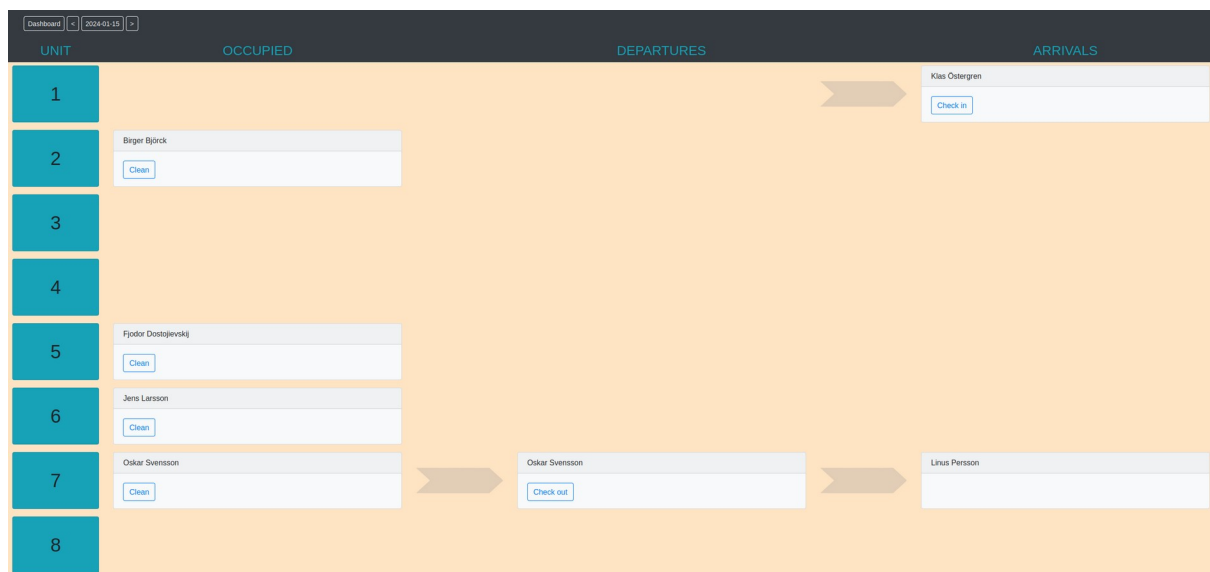 Dashboard < 2024-01-15 >
UNIT OCCUPIED DEPARTURES ARRIVALS
1
Klas Östergren
Check in
2
Birger Björck
Clean
3
4
5
Fjodor Dostojievskij
Clean
6
Jens Larsson
Clean
7
Oskar Svensson Oskar Svensson Linus Persson
Clean Check out
8